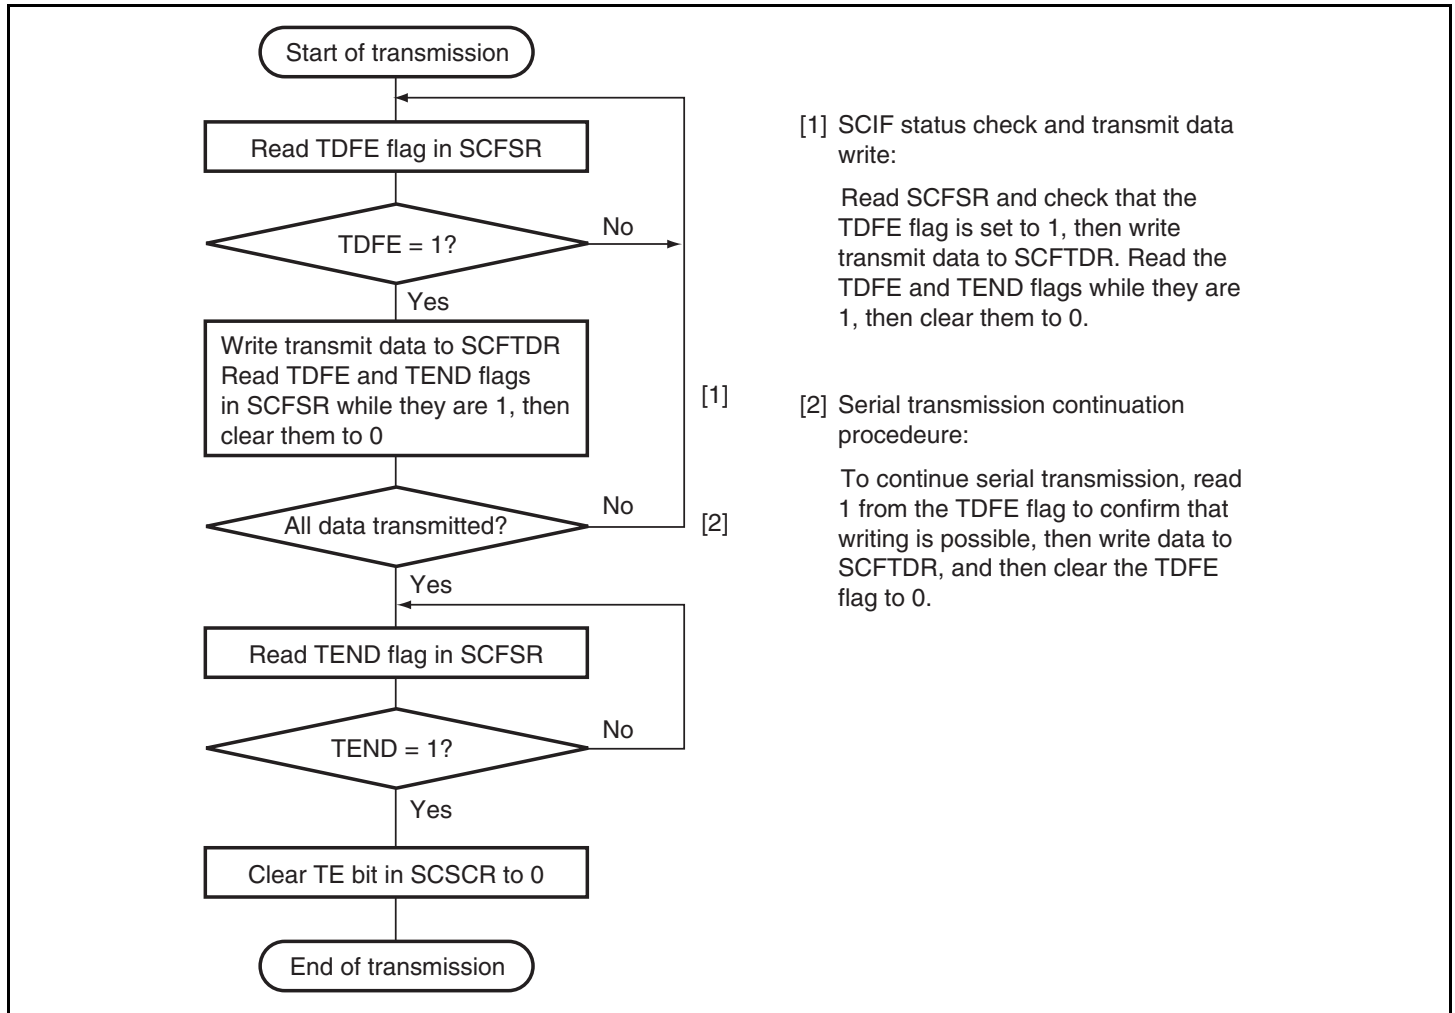 Start of transmission
Read TDFE flag in SCFSR
TDFE = 1?
No
Yes
Write transmit data to SCFTDR
Read TDFE and TEND flags
in SCFSR while they are 1, then
clear them to 0
[1]
All data transmitted?
No
[2]
Yes
Read TEND flag in SCFSR
TEND = 1?
No
Yes
Clear TE bit in SCSCR to 0
End of transmission
[1] SCIF status check and transmit data
write:
Read SCFSR and check that the
TDFE flag is set to 1, then write
transmit data to SCFTDR. Read the
TDFE and TEND flags while they are
1, then clear them to 0.
[2] Serial transmission continuation
procedeure:
To continue serial transmission, read
1 from the TDFE flag to confirm that
writing is possible, then write data to
SCFTDR, and then clear the TDFE
flag to 0.